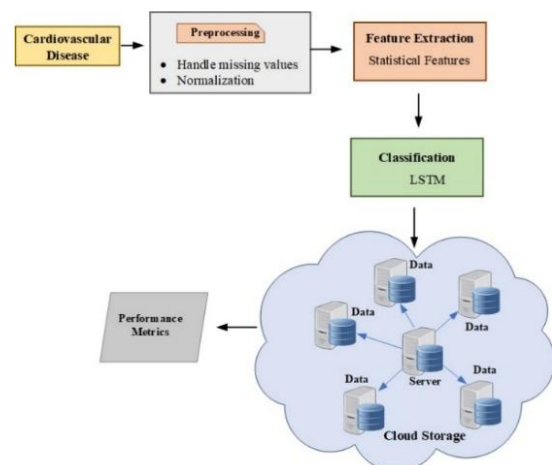 Cardiovascular
Disease
Preprocessing
• Handle missing values
• Normalization
Feature Extraction
Statistical Features
Classification
LSTM
Data
Data
Data
Server
Data
Data
Cloud Storage
Performance
Metrics